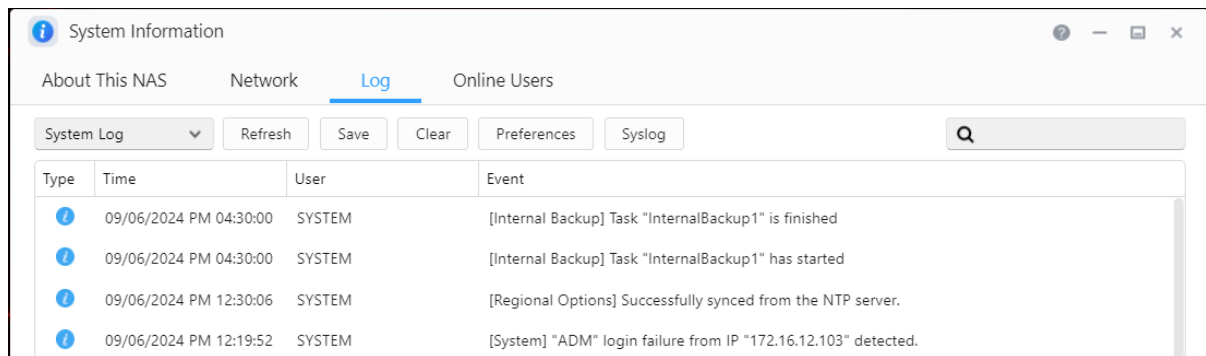 System Information
About This NAS Network Log Online Users
System Log Refresh Save Clear Preferences Syslog
Type Time User Event
09/06/2024 PM 04:30:00 SYSTEM [Internal Backup] Task "InternalBackup1" is finished
09/06/2024 PM 04:30:00 SYSTEM [Internal Backup] Task "InternalBackup1" has started
09/06/2024 PM 12:30:06 SYSTEM [Regional Options] Successfully synced from the NTP server.
09/06/2024 PM 12:19:52 SYSTEM [System] "ADM" login failure from IP "172.16.12.103" detected.